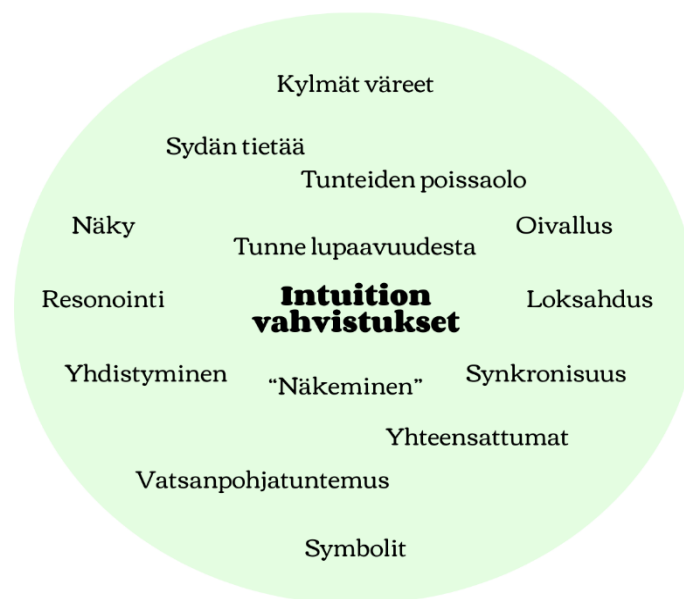 Kylmät väreet
Sydän tietää
Tunteiden poissaolo
Näky
Oivallus
Tunne lupaavuudesta
Resonointi
Intuition
vahvistukset
Loksahdus
Yhdistyminen
“Näkeminen”
Synkronisuus
Yhteensattumat
Vatsanpohjatuntemus
Symbolit